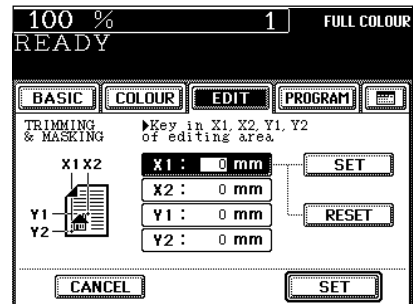 100 % 1 FULL COLOUR
READY
BASIC COLOUR EDIT PROGRAM
TRIMMING & MASKING
▶Key in X1, X2, Y1, Y2 of editing area
X1 X2
Y1
Y2
X1 : 0 mm SET
X2 : 0 mm
Y1 : 0 mm RESET
Y2 : 0 mm
CANCEL SET